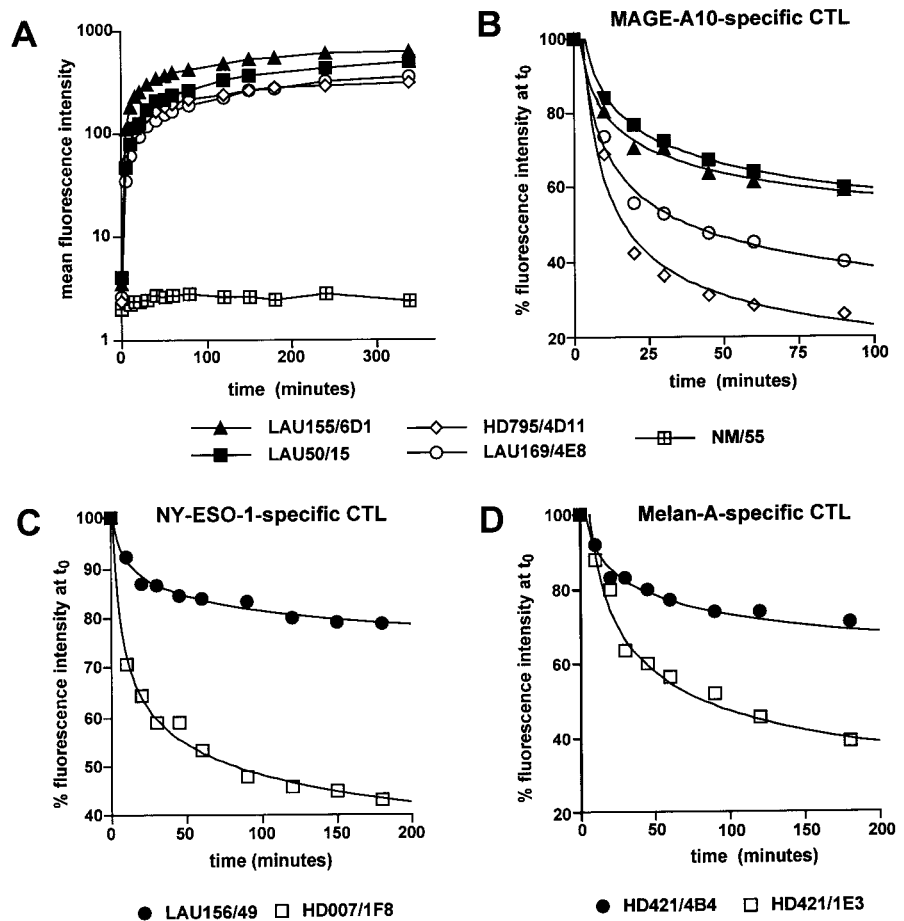 A
mean fluorescence intensity
1000
100
10
1
0 100 200 300
time (minutes)
B
MAGE-A10-specific CTL
% fluorescence intensity at t0
100
80
60
40
20
0 25 50 75 100
time (minutes)
LAU155/6D1 HD795/4D11 NM/55
LAU50/15 LAU169/4E8
C
NY-ESO-1-specific CTL
% fluorescence intensity at t0
100
90
80
70
60
50
40
0 50 100 150 200
time (minutes)
LAU156/49 HD007/1F8
D
Melan-A-specific CTL
% fluorescence intensity at t0
100
80
60
40
20
0 50 100 150 200
time (minutes)
HD421/4B4 HD421/1E3